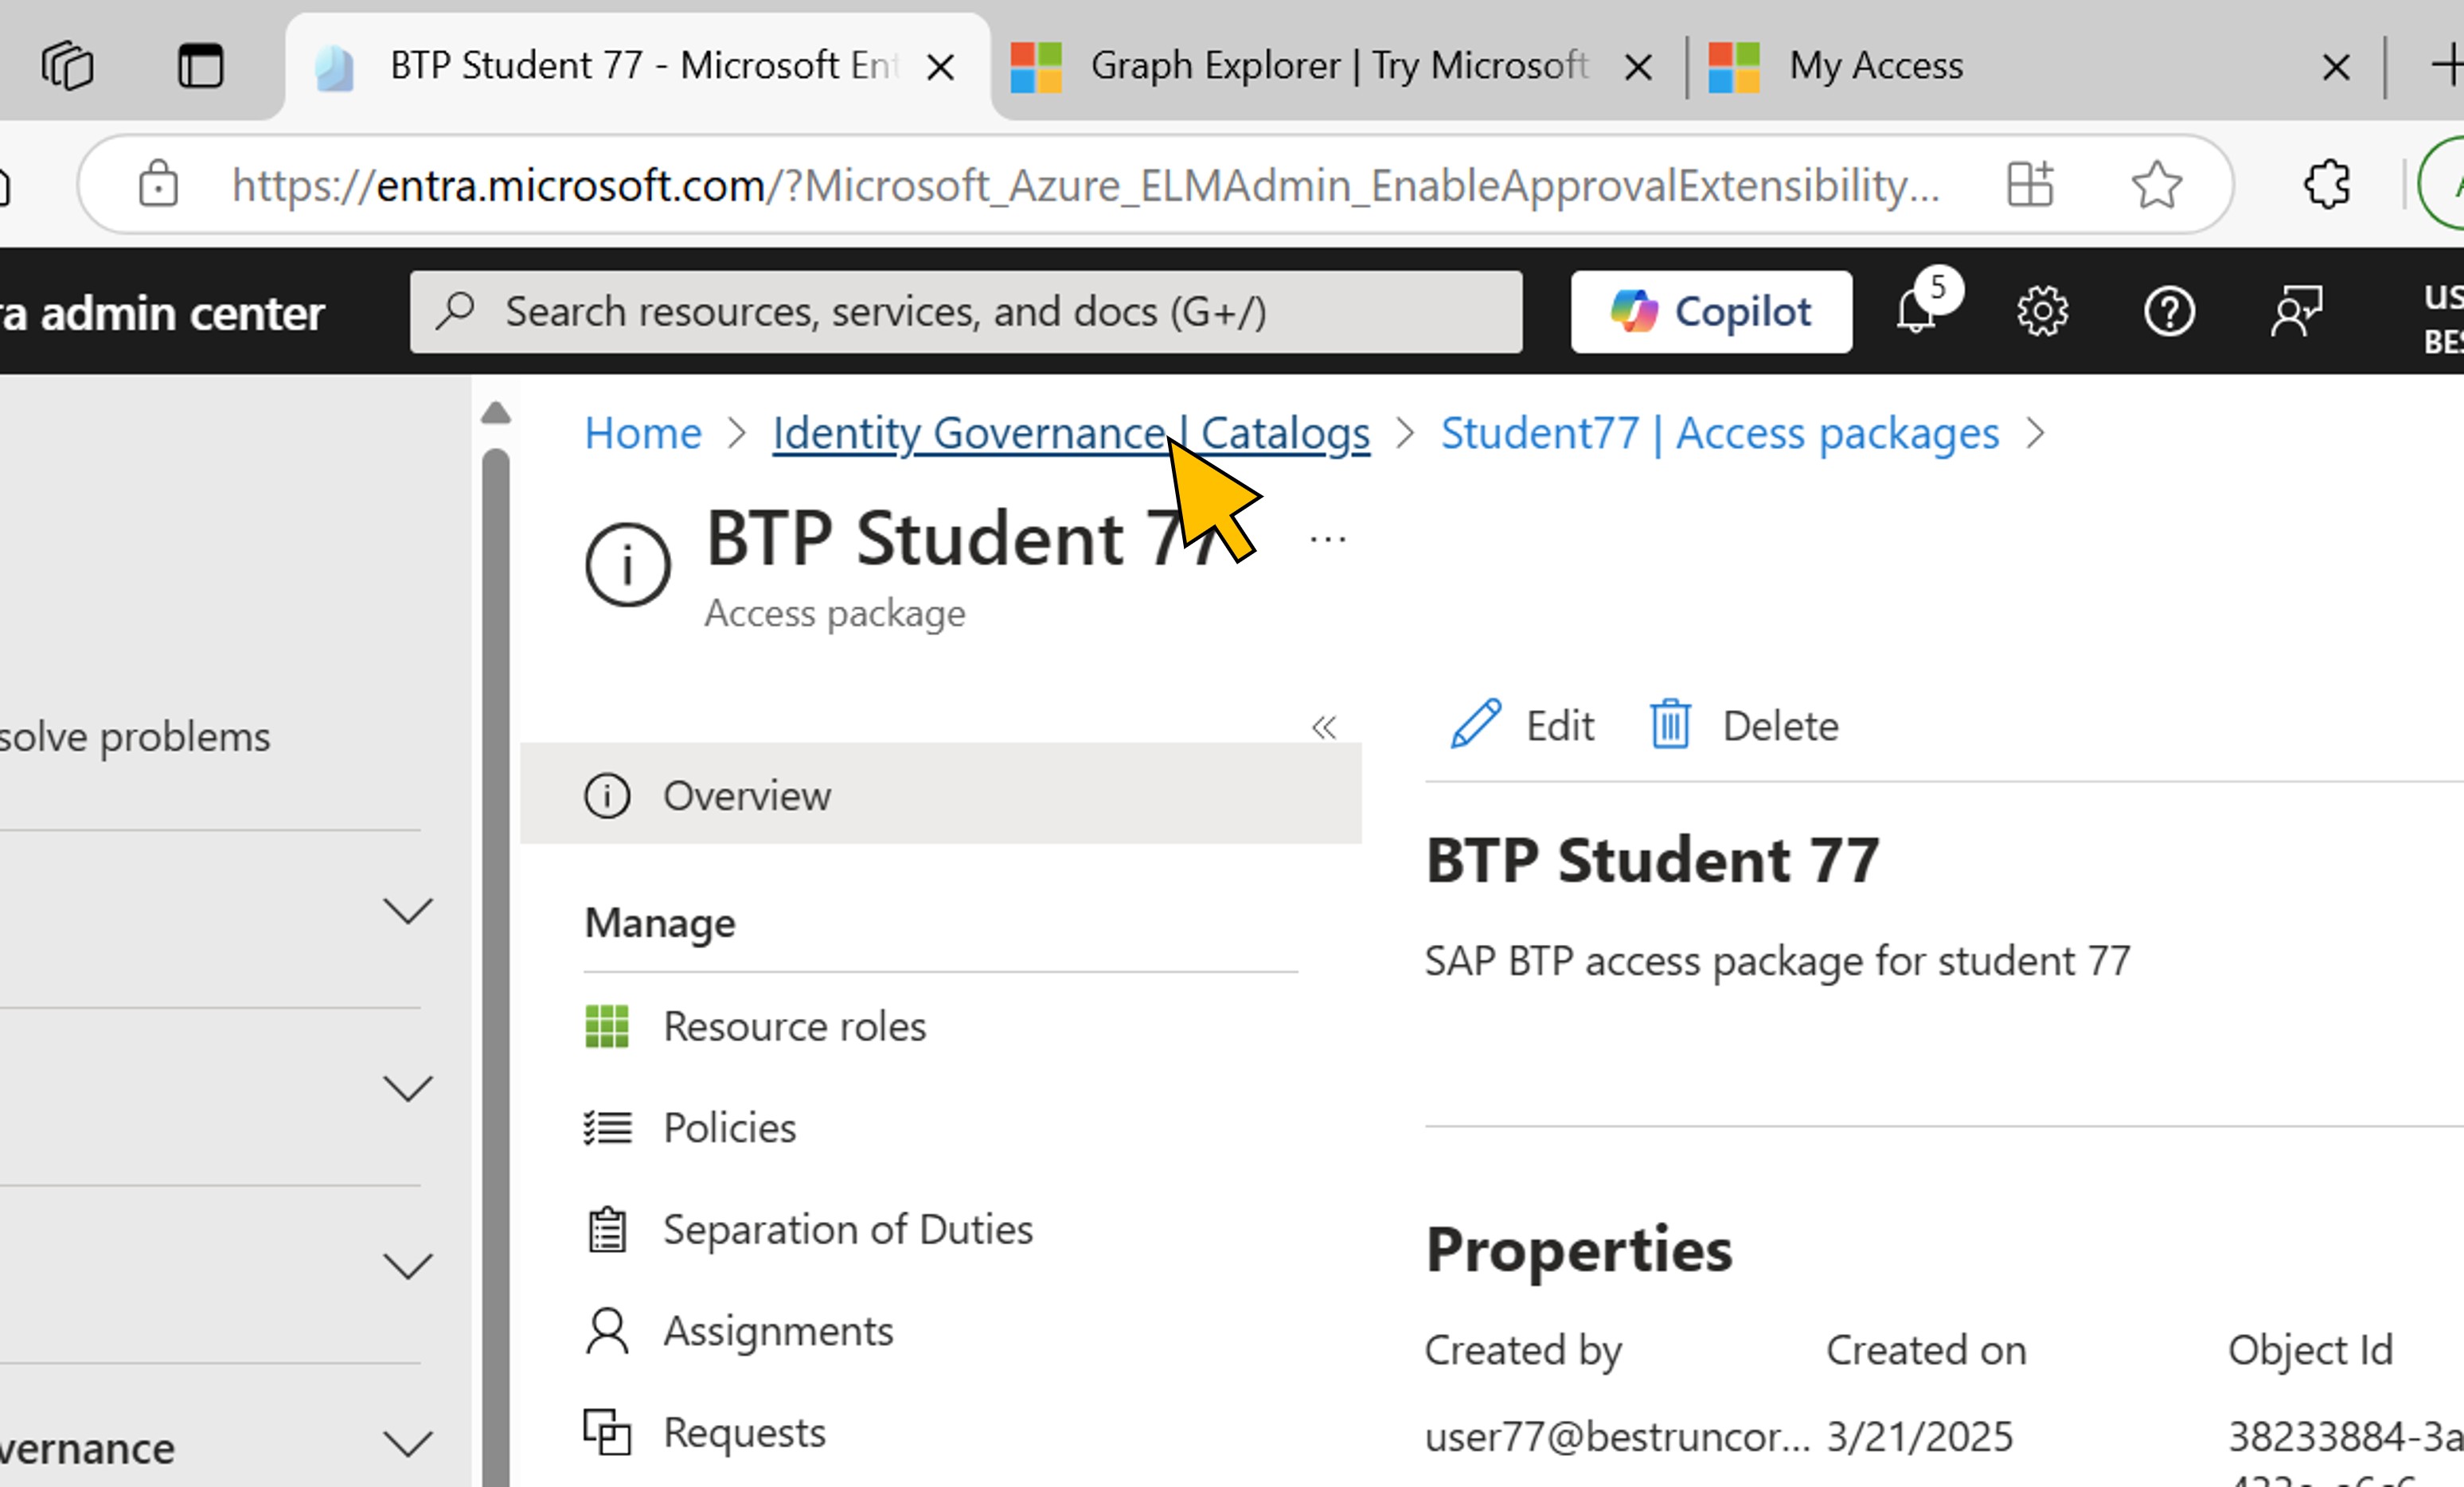 BTP Student 77 - Microsoft Ent
Graph Explorer | Try Microsoft
My Access
https://entra.microsoft.com/?Microsoft_Azure_ELMAdmin_EnableApprovalExtensibility...
ra admin center
Search resources, services, and docs (G+/)
Copilot
5
US
BES
Home > Identity Governance | Catalogs > Student77 | Access packages >
BTP Student 77 ...
Access package
solve problems
vernance
Overview
Manage
Resource roles
Policies
Separation of Duties
Assignments
Requests
Edit
Delete
BTP Student 77
SAP BTP access package for student 77
Properties
Created by
Created on
Object Id
user77@bestruncor...
3/21/2025
38233884-3a